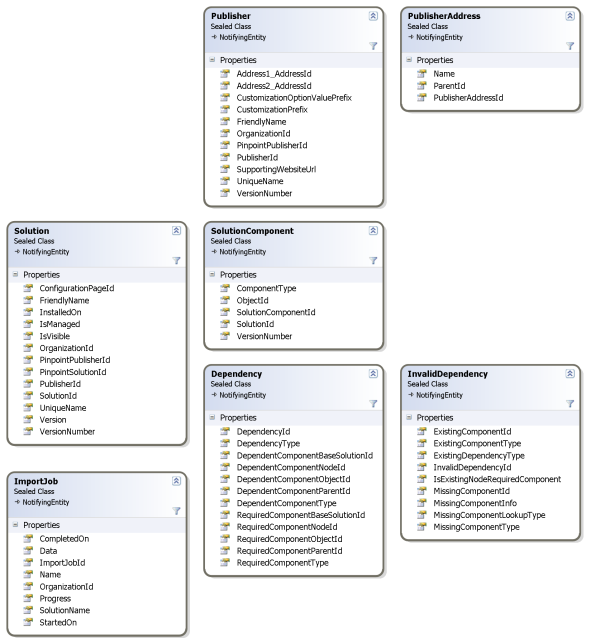 Publisher
Sealed Class
NotifyingEntity
Properties
Address1_AddressId
Address2_AddressId
CustomizationOptionValuePrefix
CustomizationPrefix
FriendlyName
OrganizationId
PinpointPublisherId
PublisherId
SupportingWebsiteUrl
UniqueName
VersionNumber
PublisherAddress
Sealed Class
NotifyingEntity
Properties
Name
ParentId
PublisherAddressId
Solution
Sealed Class
NotifyingEntity
Properties
ConfigurationPageId
FriendlyName
InstalledOn
IsManaged
IsVisible
OrganizationId
PinpointPublisherId
PinpointSolutionId
PublisherId
SolutionId
UniqueName
Version
VersionNumber
SolutionComponent
Sealed Class
NotifyingEntity
Properties
ComponentType
ObjectId
SolutionComponentId
SolutionId
VersionNumber
Dependency
Sealed Class
NotifyingEntity
Properties
DependencyId
DependencyType
DependentComponentBaseSolutionId
DependentComponentNodeId
DependentComponentObjectId
DependentComponentParentId
DependentComponentType
RequiredComponentBaseSolutionId
RequiredComponentNodeId
RequiredComponentObjectId
RequiredComponentParentId
RequiredComponentType
InvalidDependency
Sealed Class
NotifyingEntity
Properties
ExistingComponentId
ExistingComponentType
ExistingDependencyType
InvalidDependencyId
IsExistingNodeRequiredComponent
MissingComponentId
MissingComponentInfo
MissingComponentLookupType
MissingComponentType
ImportJob
Sealed Class
NotifyingEntity
Properties
CompletedOn
Data
ImportJobId
Name
OrganizationId
Progress
SolutionName
StartedOn